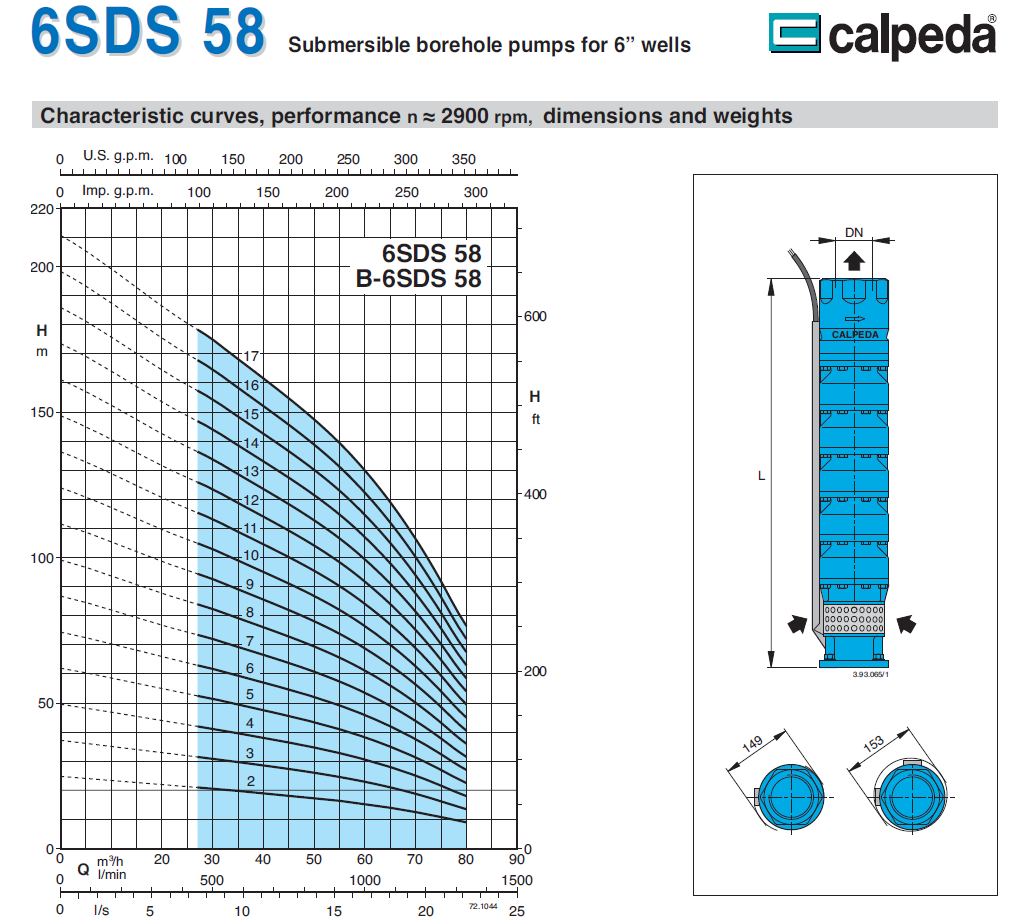 6SDS 58 Submersible borehole pumps for 6” wells
calpeda®
Characteristic curves, performance n ≈ 2900 rpm, dimensions and weights
0 U.S. g.p.m. 100 150 200 250 300 350
0 Imp. g.p.m. 100 150 200 250 300
220
6SDS 58
B-6SDS 58
200
H
m
600
17
16
15
14
13
12
11
10
9
8
7
6
5
4
3
2
150
H
ft
400
100
200
50
0
0
0 Q m³/h 20 30 40 50 60 70 80 90
0 l/min 500 1000 1500
0 l/s 5 10 15 20 72.1044 25
DN
CALPEDA
L
3.93.065/1
149
153